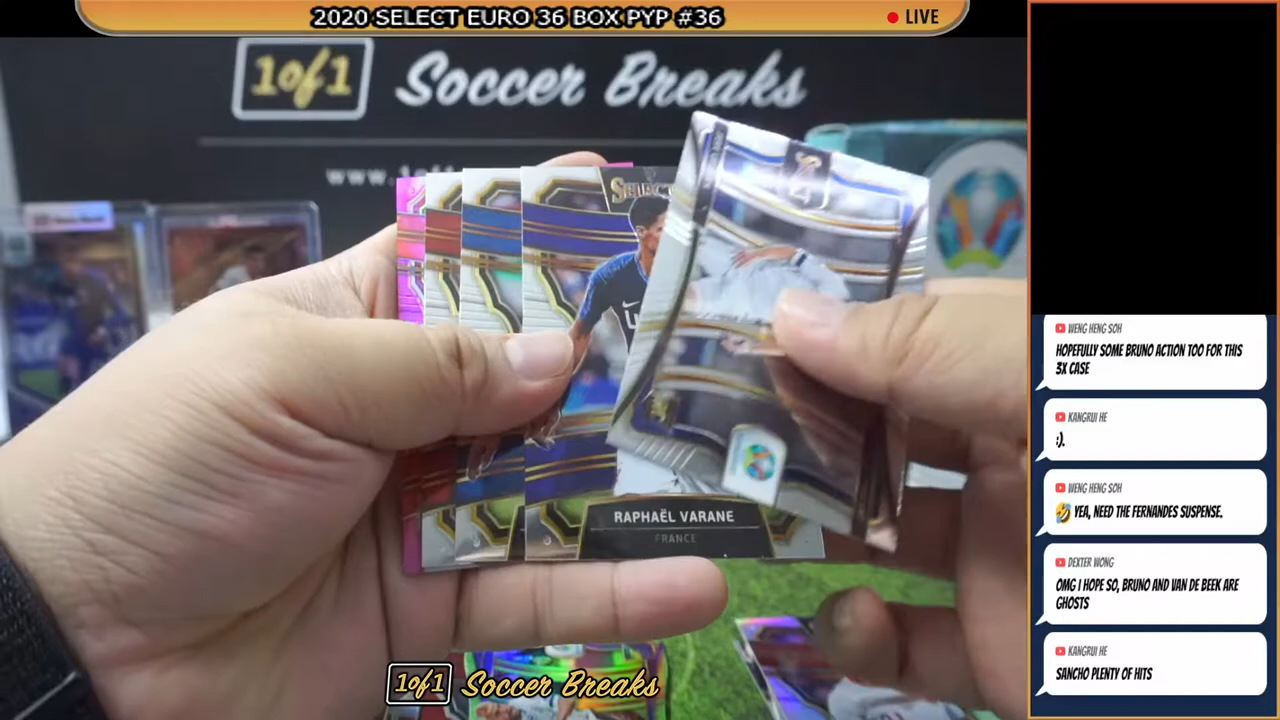 2020 SELECT EURO 36 BOX PYP #36
LIVE
1of1 Soccer Breaks
SELECT
RAPHAËL VARANE
FRANCE
1of1 Soccer Breaks
WENG HENG SOH
HOPEFULLY SOME BRUNO ACTION TOO FOR THIS
3X CASE
KANGRUI HE
:).
WENG HENG SOH
🤣 YEA, NEED THE FERNANDES SUSPENSE.
DEXTER WONG
OMG I HOPE SO, BRUNO AND VAN DE BEEK ARE
GHOSTS
KANGRUI HE
SANCHO PLENTY OF HITS